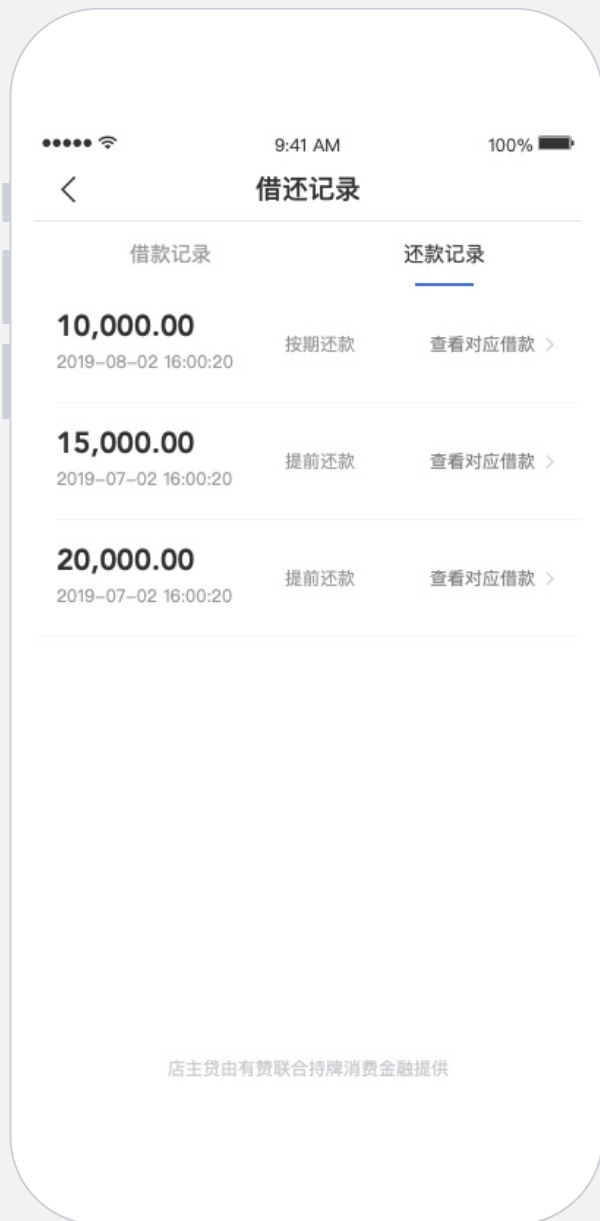 9:41 AM 100%
借还记录
借款记录 还款记录
10,000.00
2019-08-02 16:00:20 按期还款 查看对应借款
15,000.00
2019-07-02 16:00:20 提前还款 查看对应借款
20,000.00
2019-07-02 16:00:20 提前还款 查看对应借款
店主贷由有赞联合持牌消费金融提供